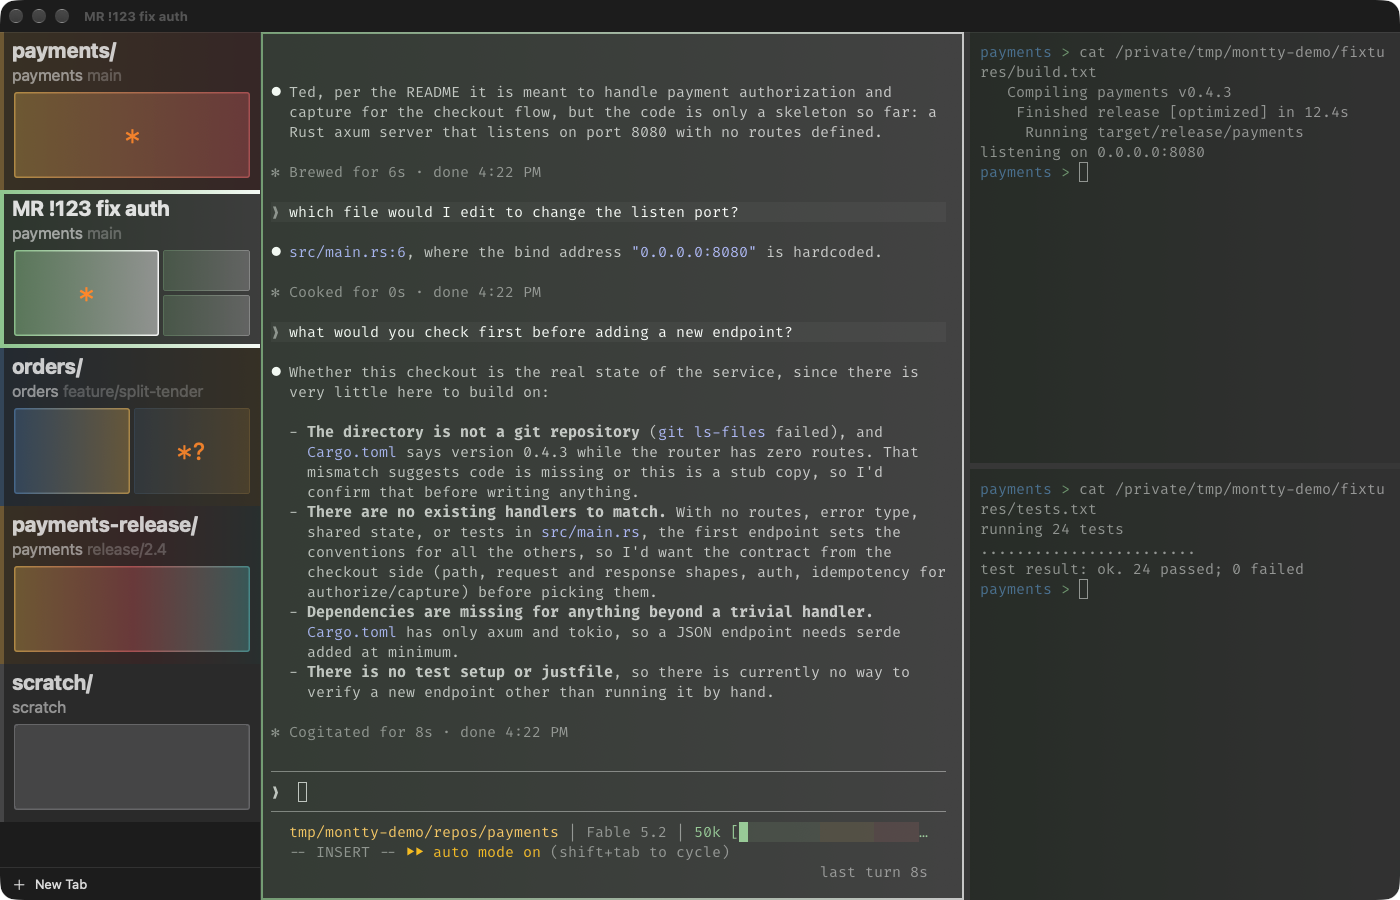 MR !123 fix auth
payments/
payments main
*
MR !123 fix auth
payments main
*
orders/
orders feature/split-tender
*?
payments-release/
payments release/2.4
scratch/
scratch
+ New Tab
● Ted, per the README it is meant to handle payment authorization and
capture for the checkout flow, but the code is only a skeleton so far: a
Rust axum server that listens on port 8080 with no routes defined.
✻ Brewed for 6s · done 4:22 PM
❯ which file would I edit to change the listen port?
● src/main.rs:6, where the bind address "0.0.0.0:8080" is hardcoded.
✻ Cooked for 0s · done 4:22 PM
❯ what would you check first before adding a new endpoint?
● Whether this checkout is the real state of the service, since there is
very little here to build on:
- The directory is not a git repository (git ls-files failed), and
Cargo.toml says version 0.4.3 while the router has zero routes. That
mismatch suggests code is missing or this is a stub copy, so I'd
confirm that before writing anything.
- There are no existing handlers to match. With no routes, error type,
shared state, or tests in src/main.rs, the first endpoint sets the
conventions for all the others, so I'd want the contract from the
checkout side (path, request and response shapes, auth, idempotency for
authorize/capture) before picking them.
- Dependencies are missing for anything beyond a trivial handler.
Cargo.toml has only axum and tokio, so a JSON endpoint needs serde
added at minimum.
- There is no test setup or justfile, so there is currently no way to
verify a new endpoint other than running it by hand.
✻ Cogitated for 8s · done 4:22 PM
❯
tmp/montty-demo/repos/payments | Fable 5.2 | 50k [ …
-- INSERT -- ⏵⏵ auto mode on (shift+tab to cycle)
last turn 8s
payments > cat /private/tmp/montty-demo/fixtu
res/build.txt
Compiling payments v0.4.3
Finished release [optimized] in 12.4s
Running target/release/payments
listening on 0.0.0.0:8080
payments >
payments > cat /private/tmp/montty-demo/fixtu
res/tests.txt
running 24 tests
........................
test result: ok. 24 passed; 0 failed
payments >